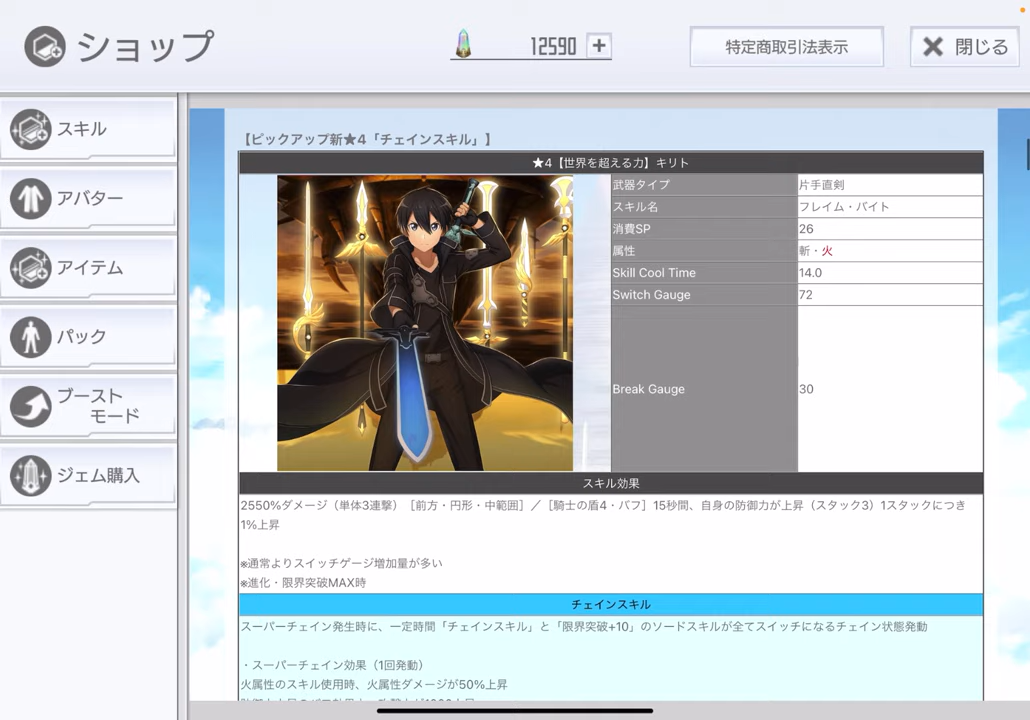 ショップ
12590
特定商取引法表示
閉じる
スキル
アバター
アイテム
パック
ブースト
モード
ジェム購入
【ピックアップ新★4「チェインスキル」】
★4【世界を超える力】キリト
武器タイプ 片手直剣
スキル名 フレイム・バイト
消費SP 26
属性 斬・火
Skill Cool Time 14.0
Switch Gauge 72
Break Gauge 30
スキル効果
2550%ダメージ（単体3連撃）［前方・円形・中範囲］／［騎士の盾4・バフ］15秒間、自身の防御力が上昇（スタック3）1スタックにつき
1%上昇
※通常よりスイッチゲージ増加量が多い
※進化・限界突破MAX時
チェインスキル
スーパーチェイン発生時に、一定時間「チェインスキル」と「限界突破+10」のソードスキルが全てスイッチになるチェイン状態発動
・スーパーチェイン効果（1回発動）
火属性のスキル使用時、火属性ダメージが50%上昇